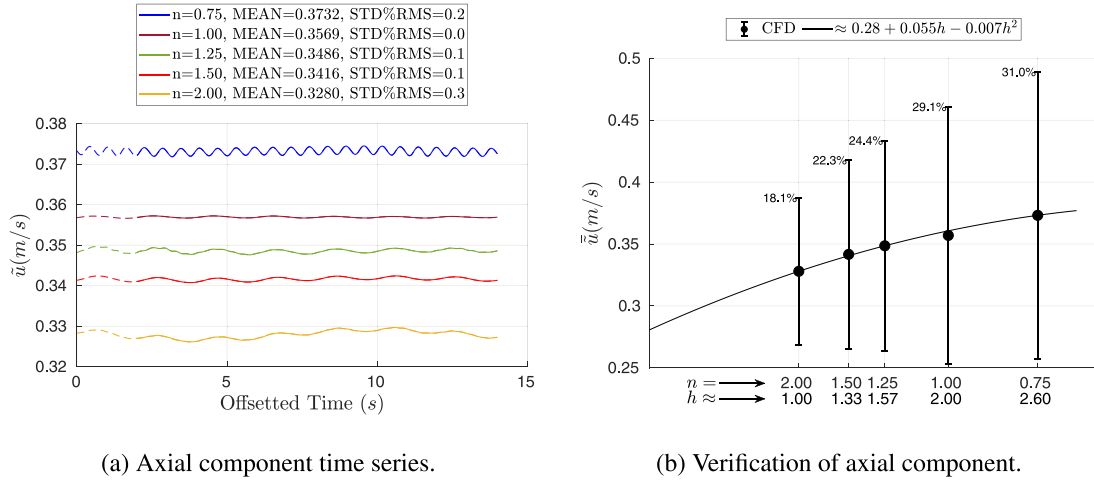 n=0.75, MEAN=0.3732, STD%RMS=0.2
n=1.00, MEAN=0.3569, STD%RMS=0.0
n=1.25, MEAN=0.3486, STD%RMS=0.1
n=1.50, MEAN=0.3416, STD%RMS=0.1
n=2.00, MEAN=0.3280, STD%RMS=0.3
0.38
0.37
0.36
0.35
0.34
0.33
0.32
ũ(m/s)
0 5 10 15
Offsetted Time (s)
(a) Axial component time series.
CFD ≈ 0.28 + 0.055h − 0.007h²
0.5
0.45
0.4
0.35
0.3
0.25
ũ̄(m/s)
18.1%
22.3%
24.4%
29.1%
31.0%
n = 2.00 1.50 1.25 1.00 0.75
h ≈ 1.00 1.33 1.57 2.00 2.60
(b) Verification of axial component.